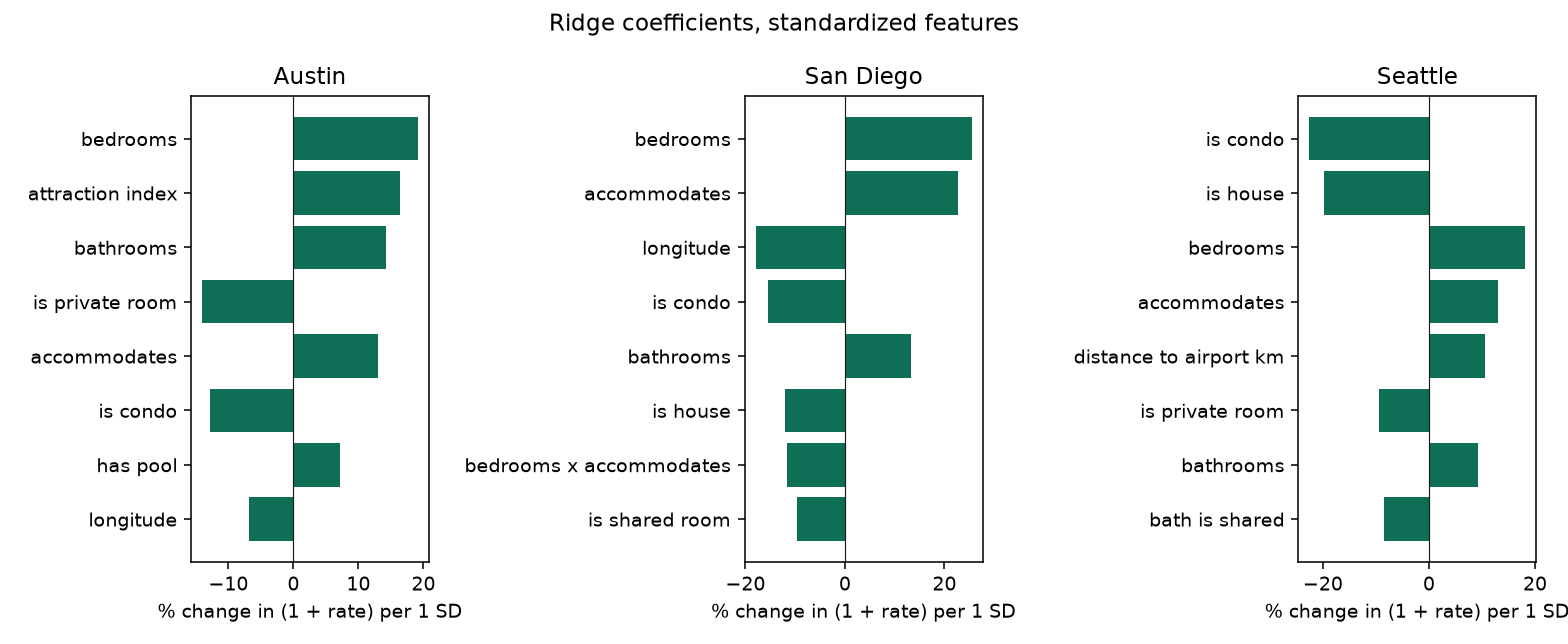 Ridge coefficients, standardized features
Austin
bedrooms
attraction index
bathrooms
is private room
accommodates
is condo
has pool
longitude
−10 0 10 20
% change in (1 + rate) per 1 SD
San Diego
bedrooms
accommodates
longitude
is condo
bathrooms
is house
bedrooms x accommodates
is shared room
−20 0 20
% change in (1 + rate) per 1 SD
Seattle
is condo
is house
bedrooms
accommodates
distance to airport km
is private room
bathrooms
bath is shared
−20 0 20
% change in (1 + rate) per 1 SD